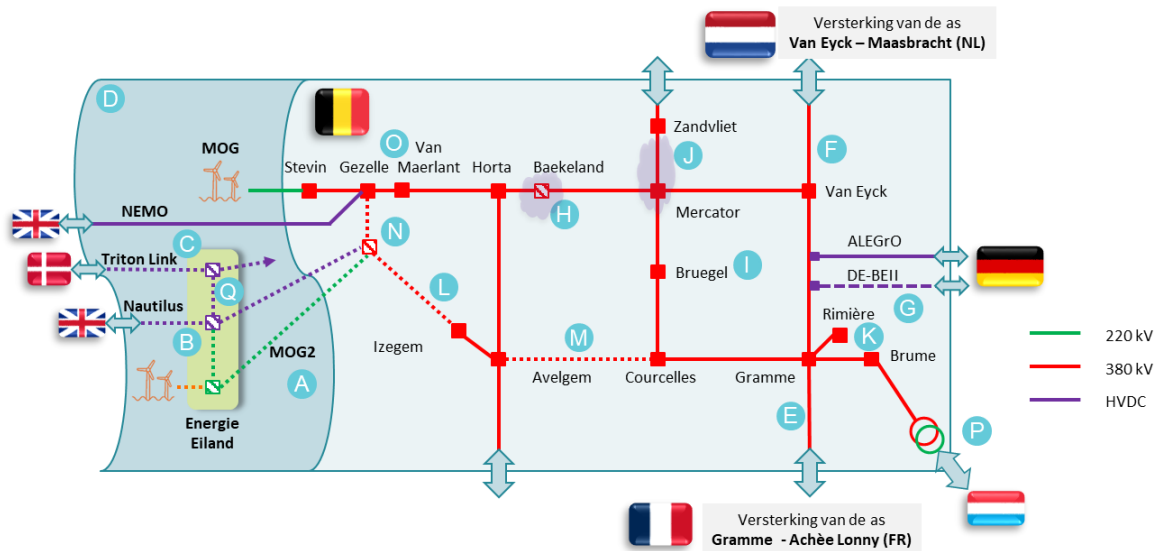 Versterking van de as
Van Eyck – Maasbracht (NL)
D
MOG
O
Van
Zandvliet
J
F
Stevin
Gezelle
Maerlant
Horta
Baekeland
Van Eyck
H
Mercator
NEMO
N
C
Triton Link
ALEGrO
Bruegel
I
DE-BEII
Q
L
G
Nautilus
Rimière
B
M
K
220 kV
Izegem
MOG2
Brume
380 kV
A
Avelgem
Courcelles
Gramme
HVDC
Energie
Eiland
E
P
Versterking van de as
Gramme - Achèe Lonny (FR)